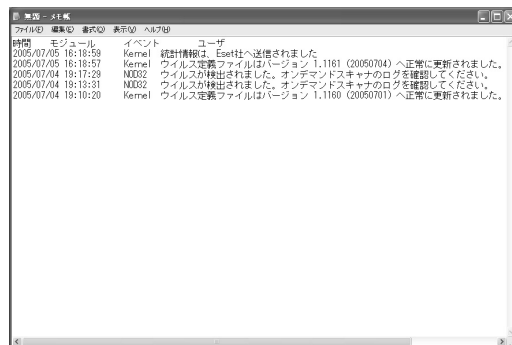 無題 - メモ帳
ファイル(F) 編集(E) 書式(O) 表示(V) ヘルプ(H)
時間 モジュール イベント ユーザ
2005/07/05 16:18:59 Kernel 統計情報は、Eset社へ送信されました
2005/07/05 16:18:57 Kernel ウイルス定義ファイルはバージョン 1.1161 (20050704) へ正常に更新されました。
2005/07/04 19:17:29 NOD32 ウイルスが検出されました。オンデマンドスキャナのログを確認してください。
2005/07/04 19:13:31 NOD32 ウイルスが検出されました。オンデマンドスキャナのログを確認してください。
2005/07/04 19:10:20 Kernel ウイルス定義ファイルはバージョン 1.1160 (20050701) へ正常に更新されました。